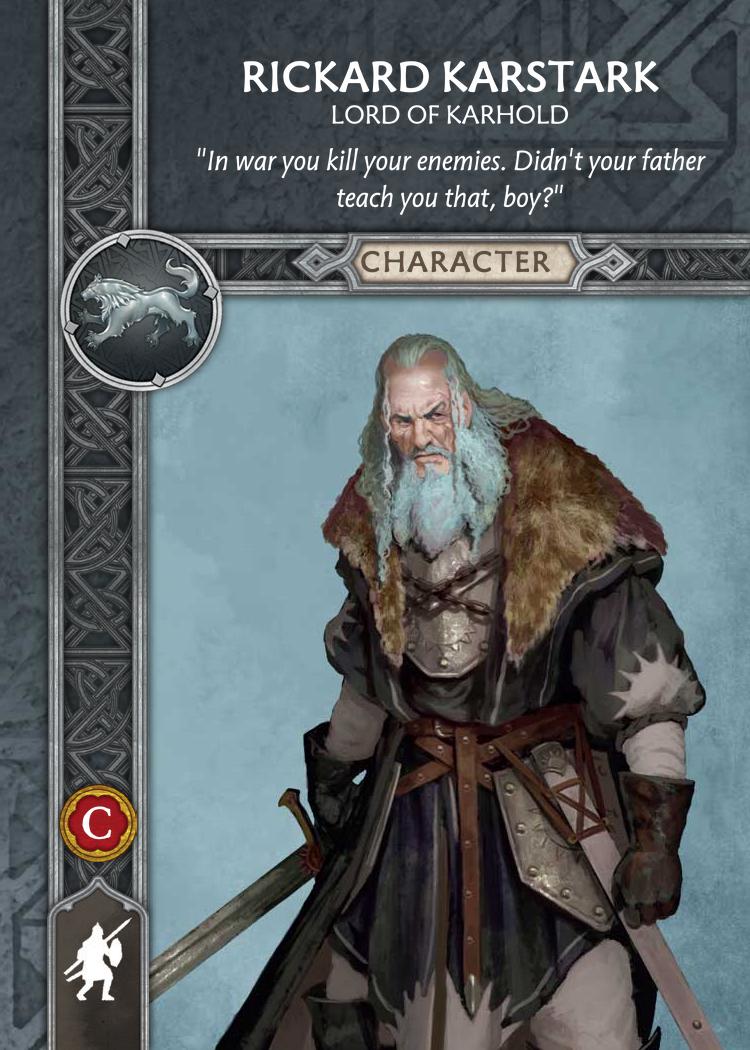 RICKARD KARSTARK
LORD OF KARHOLD
"In war you kill your enemies. Didn't your father
teach you that, boy?"
CHARACTER
C